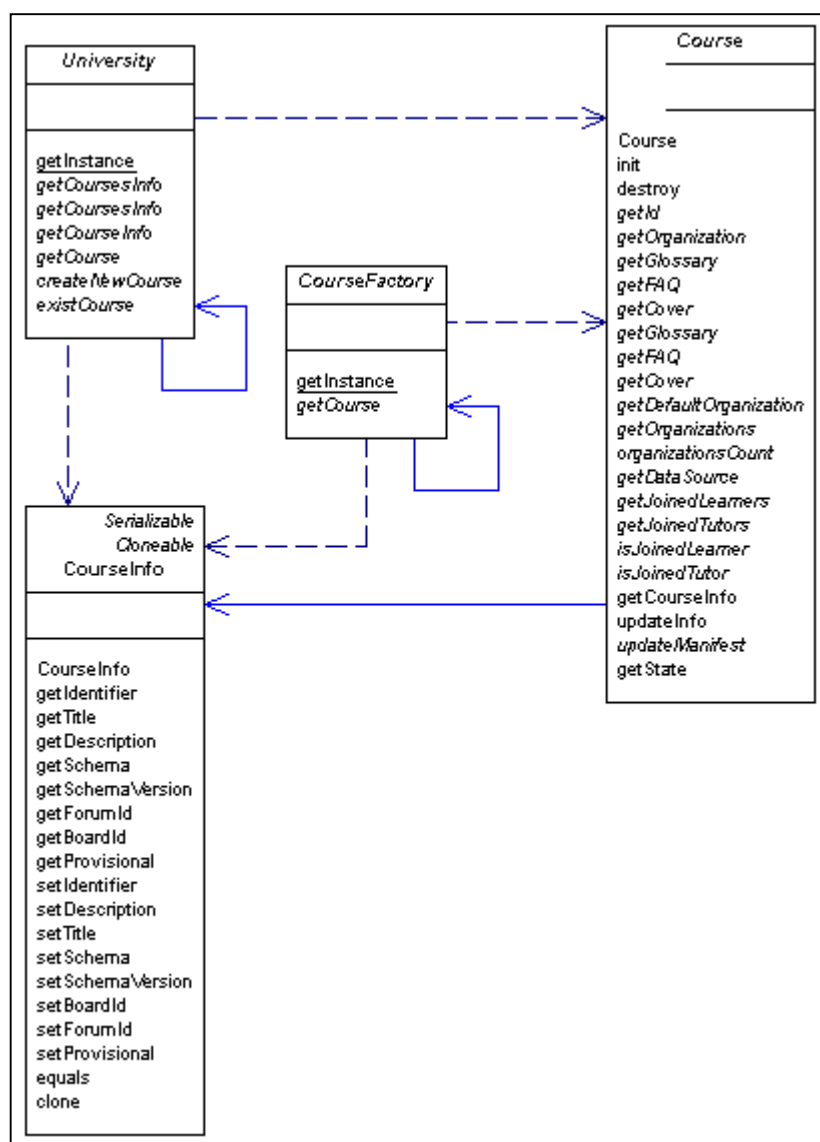 University
getInstance
getCoursesInfo
getCoursesInfo
getCourseInfo
getCourse
createNewCourse
existCourse
Course
Course
init
destroy
getId
getOrganization
getGlossary
getFAQ
getCover
getGlossary
getFAQ
getCover
getDefaultOrganization
getOrganizations
organizationsCount
getDataSource
getJoinedLearners
getJoinedTutors
isJoinedLearner
isJoinedTutor
getCourseInfo
updateInfo
updateManifest
getState
CourseFactory
getInstance
getCourse
Serializable
Cloneable
CourseInfo
CourseInfo
getIdentifier
getTitle
getDescription
getSchema
getSchemaVersion
getForumId
getBoardId
getProvisional
setIdentifier
setDescription
setTitle
setSchema
setSchemaVersion
setBoardId
setForumId
setProvisional
equals
clone